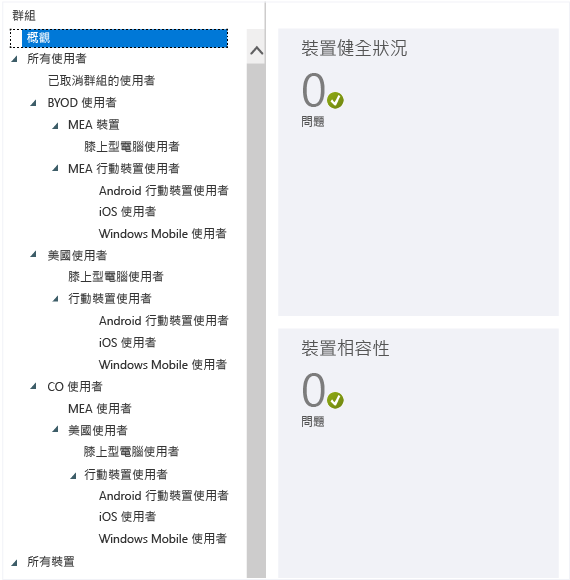 群組
概觀
所有使用者
已取消群組的使用者
BYOD 使用者
MEA 裝置
膝上型電腦使用者
MEA 行動裝置使用者
Android 行動裝置使用者
iOS 使用者
Windows Mobile 使用者
美國使用者
膝上型電腦使用者
行動裝置使用者
Android 行動裝置使用者
iOS 使用者
Windows Mobile 使用者
CO 使用者
MEA 使用者
美國使用者
膝上型電腦使用者
行動裝置使用者
Android 行動裝置使用者
iOS 使用者
Windows Mobile 使用者
所有裝置
裝置健全狀況
0
問題
裝置相容性
0
問題